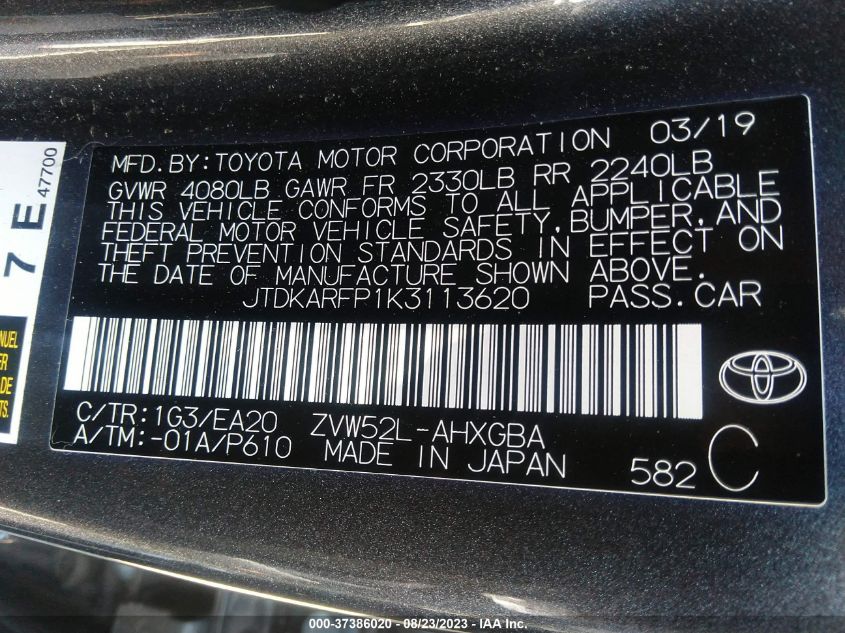 MFD. BY: TOYOTA MOTOR CORPORATION 03/19
GVWR 4080LB GAWR FR 2330LB RR 2240LB
THIS VEHICLE CONFORMS TO ALL APPLICABLE
FEDERAL MOTOR VEHICLE SAFETY, BUMPER, AND
THEFT PREVENTION STANDARDS IN EFFECT ON
THE DATE OF MANUFACTURE SHOWN ABOVE.
JTDKARFP1K3113620 PASS. CAR
C/TR: 1G3/EA20 ZVW52L-AHXGBA
A/TM: -01A/P610 MADE IN JAPAN
582 C
7 E 47700
000-37386020 - 08/23/2023 - IAA Inc.